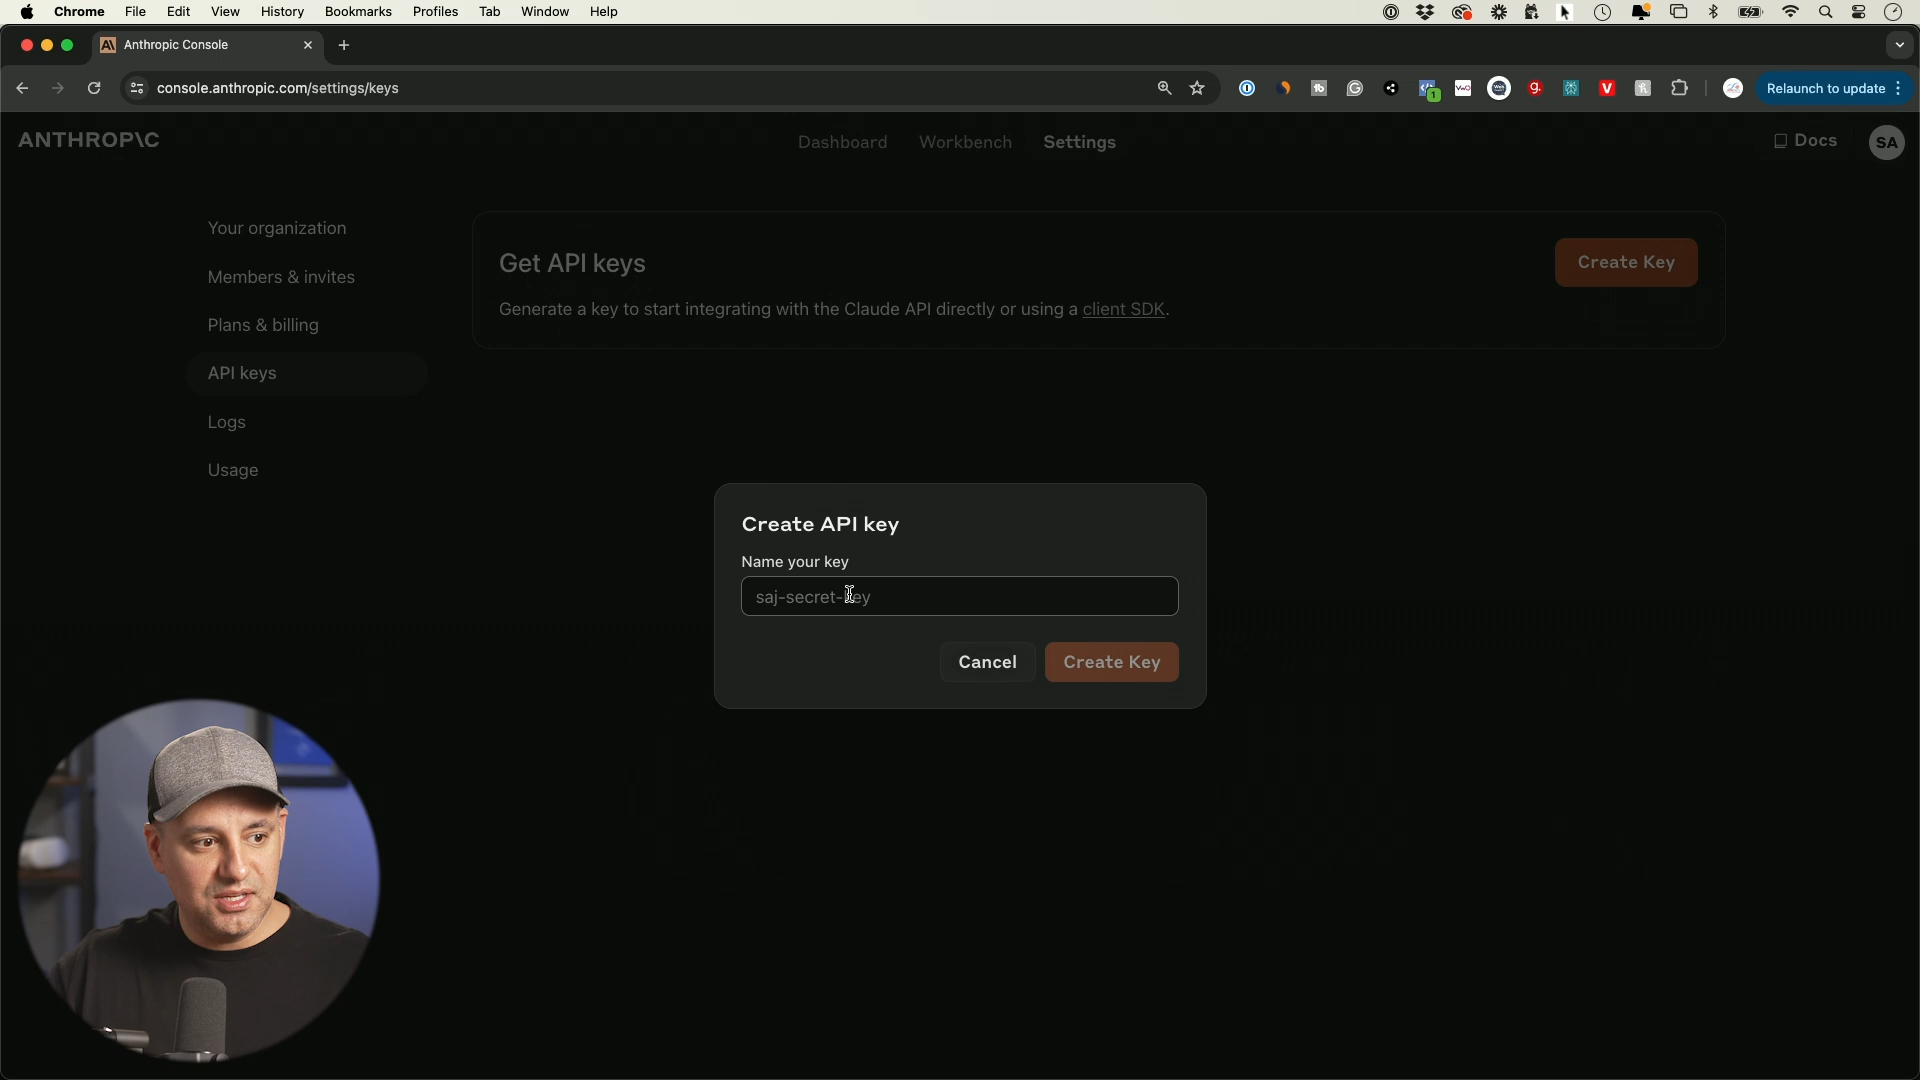 Chrome File Edit View History Bookmarks Profiles Tab Window Help
Anthropic Console
console.anthropic.com/settings/keys
Relaunch to update
ANTHROP\C
Dashboard Workbench Settings
Docs SA
Your organization
Members & invites
Plans & billing
API keys
Logs
Usage
Get API keys
Create Key
Generate a key to start integrating with the Claude API directly or using a client SDK.
Create API key
Name your key
saj-secret-key
Cancel Create Key